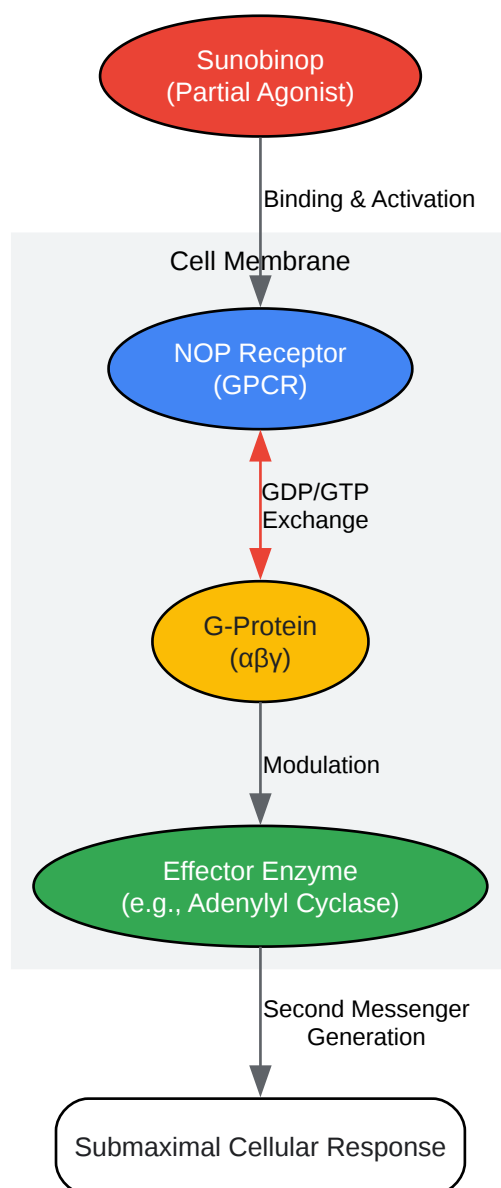 Sunobinop
(Partial Agonist)
Binding & Activation
Cell Membrane
NOP Receptor
(GPCR)
GDP/GTP
Exchange
G-Protein
(αβγ)
Modulation
Effector Enzyme
(e.g., Adenylyl Cyclase)
Second Messenger
Generation
Submaximal Cellular Response